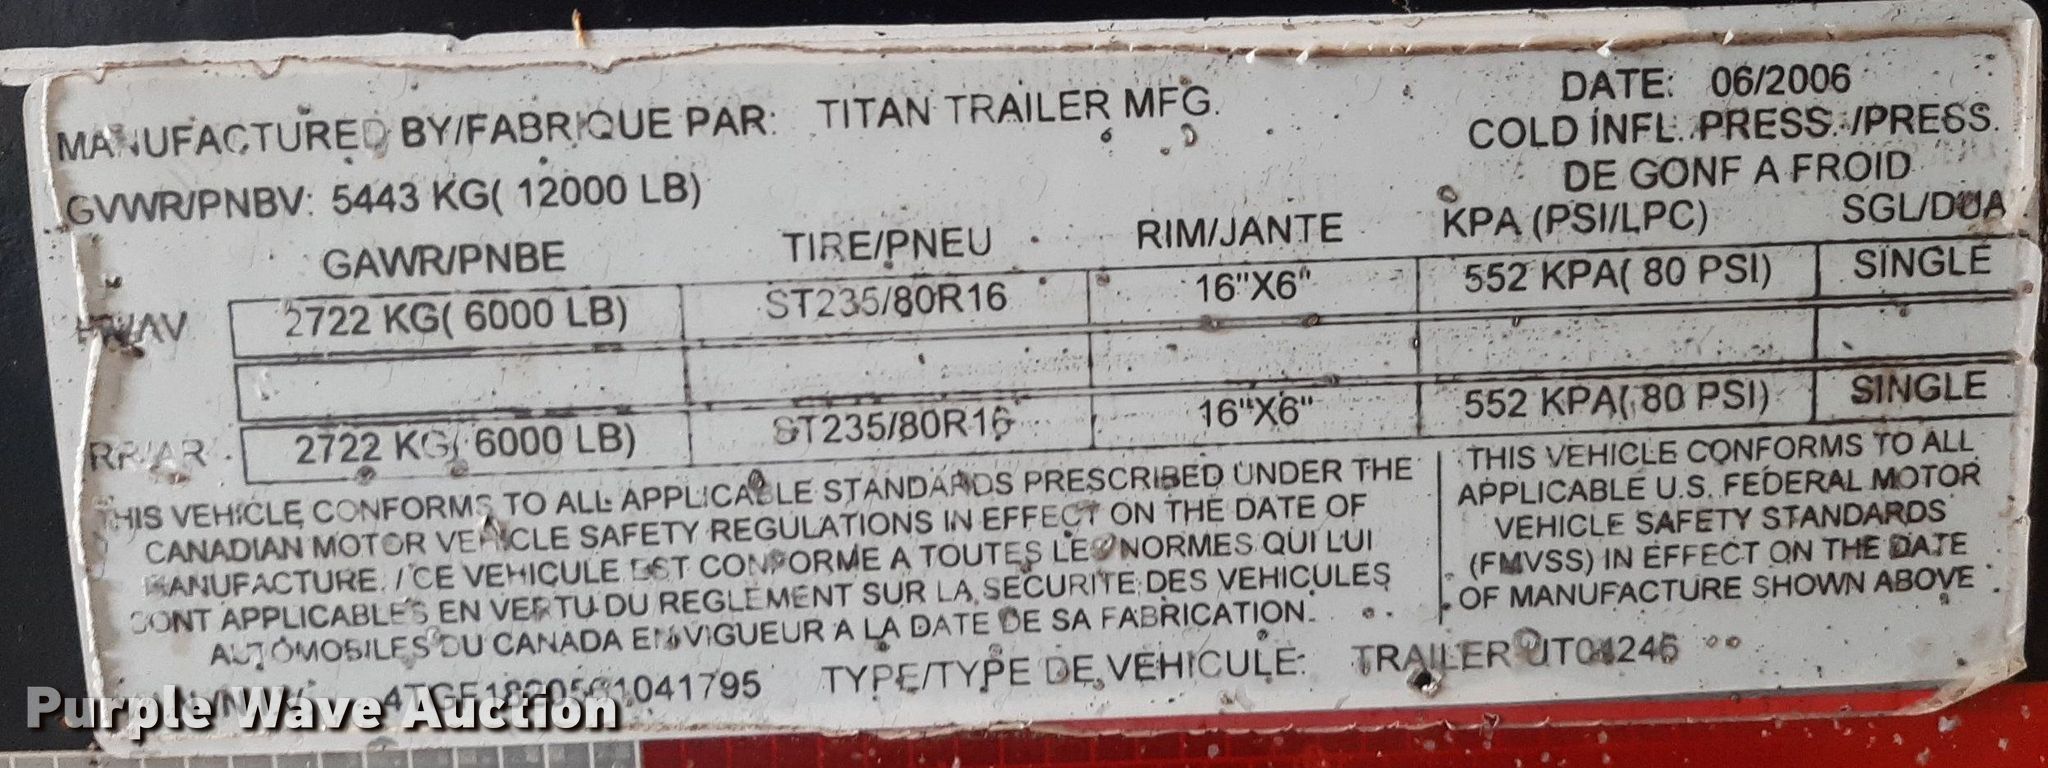 MANUFACTURED BY/FABRIQUE PAR: TITAN TRAILER MFG.
DATE: 06/2006
GVWR/PNBV: 5443 KG( 12000 LB)
COLD INFL. PRESS./PRESS.
DE GONF A FROID
GAWR/PNBE TIRE/PNEU RIM/JANTE KPA (PSI/LPC) SGL/DUA
2722 KG( 6000 LB) ST235/80R16 16"X6" 552 KPA( 80 PSI) SINGLE
RR/AR 2722 KG( 6000 LB) ST235/80R16 16"X6" 552 KPA( 80 PSI) SINGLE
THIS VEHICLE CONFORMS TO ALL APPLICABLE STANDARDS PRESCRIBED UNDER THE
CANADIAN MOTOR VEHICLE SAFETY REGULATIONS IN EFFECT ON THE DATE OF
MANUFACTURE. / CE VEHICULE EST CONFORME A TOUTES LES NORMES QUI LUI
SONT APPLICABLES EN VERTU DU REGLEMENT SUR LA SECURITE DES VEHICULES
AUTOMOBILES DU CANADA EN VIGUEUR A LA DATE DE SA FABRICATION.
THIS VEHICLE CONFORMS TO ALL
APPLICABLE U.S. FEDERAL MOTOR
VEHICLE SAFETY STANDARDS
(FMVSS) IN EFFECT ON THE DATE
OF MANUFACTURE SHOWN ABOVE
TYPE/TYPE DE VEHICULE: TRAILER
Purple Wave Auction